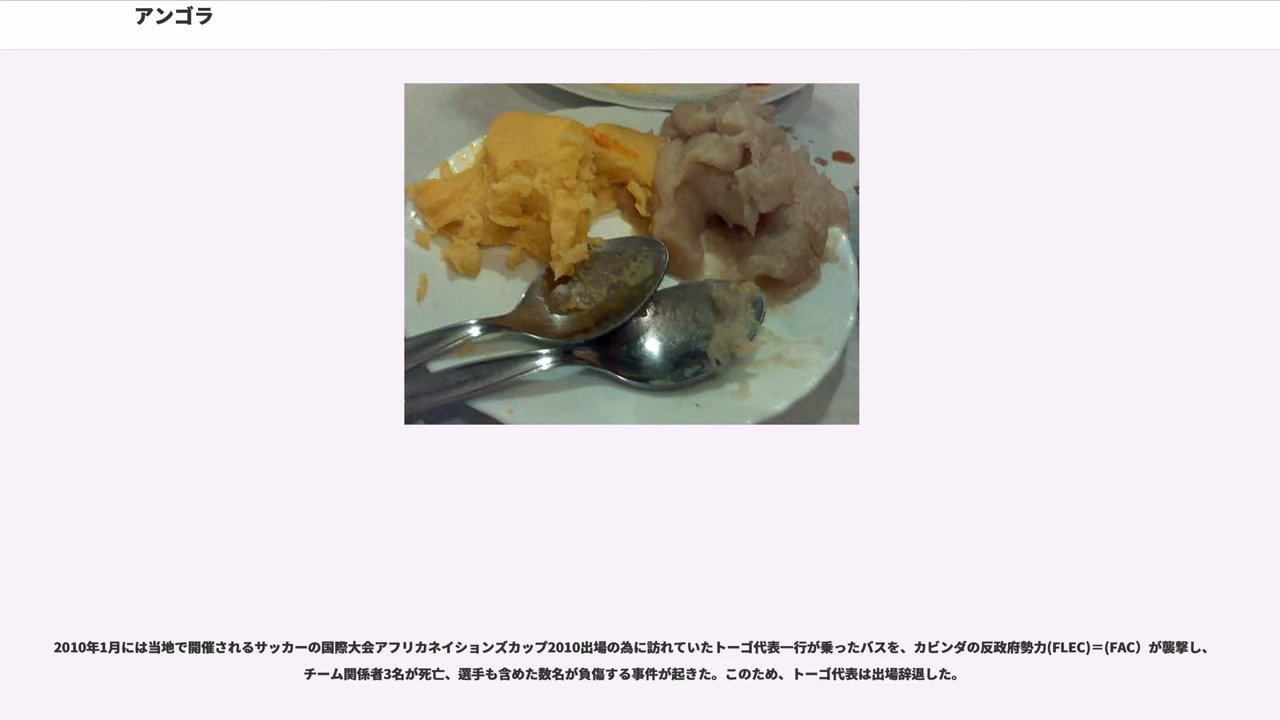 アンゴラ
2010年1月には当地で開催されるサッカーの国際大会アフリカネイションズカップ2010出場の為に訪れていたトーゴ代表一行が乗ったバスを、カビンダの反政府勢力(FLEC)＝(FAC）が襲撃し、
チーム関係者3名が死亡、選手も含めた数名が負傷する事件が起きた。このため、トーゴ代表は出場辞退した。